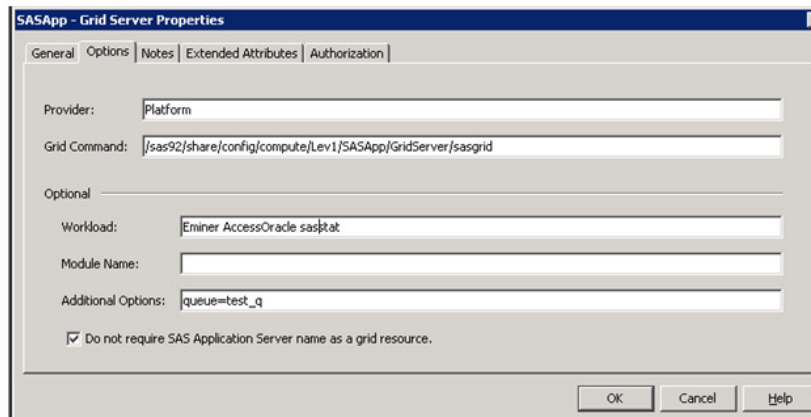 SASApp - Grid Server Properties
General Options Notes Extended Attributes Authorization
Provider: Platform
Grid Command: /sas92/share/config/compute/Lev1/SASApp/GridServer/sasgrid
Optional
Workload: Eminer AccessOracle sasstat
Module Name:
Additional Options: queue=test_q
Do not require SAS Application Server name as a grid resource.
OK Cancel Help